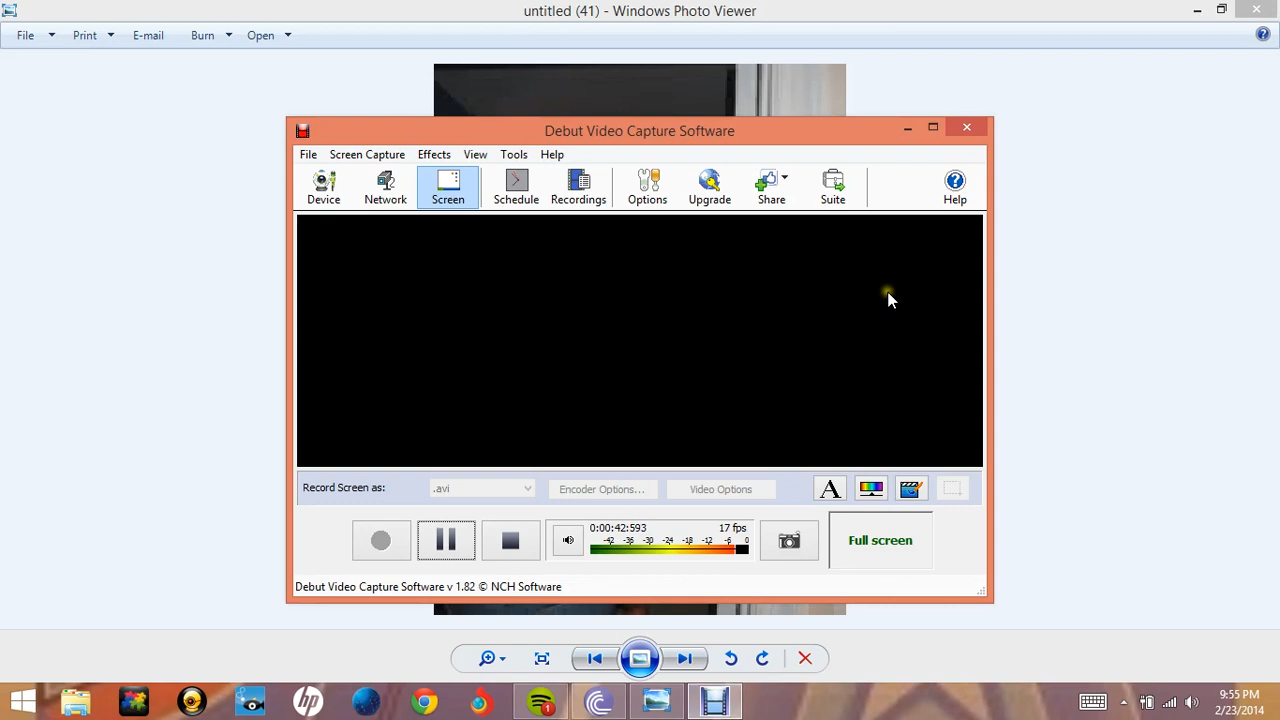 untitled (41) - Windows Photo Viewer
File Print E-mail Burn Open
Debut Video Capture Software
File Screen Capture Effects View Tools Help
Device Network Screen Schedule Recordings Options Upgrade Share Suite Help
Record Screen as: .avi Encoder Options... Video Options A
0:00:42:593 17 fps
-42 -36 -30 -24 -18 -12 -6 0
Full screen
Debut Video Capture Software v 1.82 © NCH Software
hp 1
9:55 PM
2/23/2014